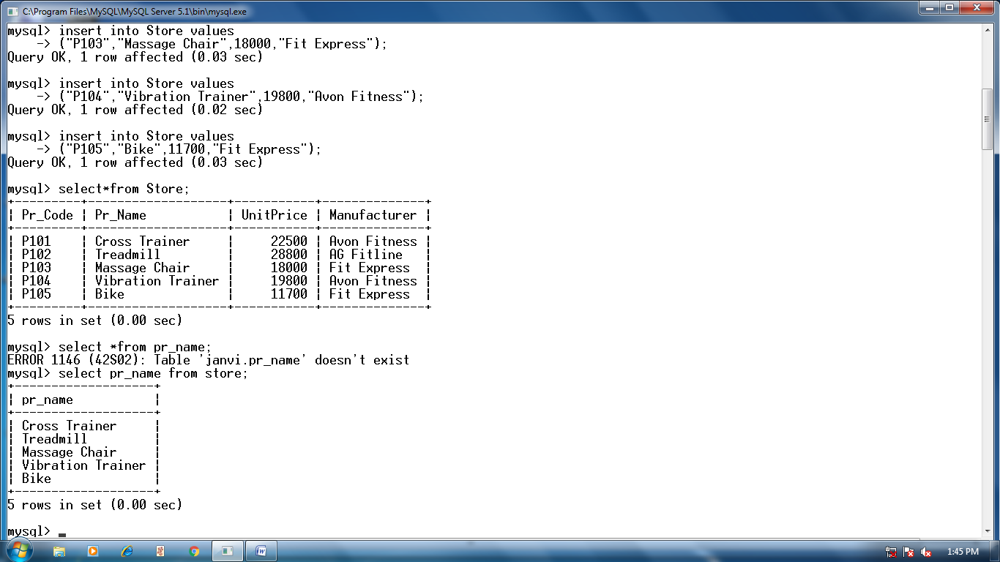 C:\Program Files\MySQL\MySQL Server 5.1\bin\mysql.exe
mysql> insert into Store values
    -> ("P103","Massage Chair",18000,"Fit Express");
Query OK, 1 row affected (0.03 sec)

mysql> insert into Store values
    -> ("P104","Vibration Trainer",19800,"Avon Fitness");
Query OK, 1 row affected (0.02 sec)

mysql> insert into Store values
    -> ("P105","Bike",11700,"Fit Express");
Query OK, 1 row affected (0.03 sec)

mysql> select*from Store;
+---------+-------------------+-----------+--------------+
| Pr_Code | Pr_Name           | UnitPrice | Manufacturer |
+---------+-------------------+-----------+--------------+
| P101    | Cross Trainer     |     22500 | Avon Fitness |
| P102    | Treadmill         |     28800 | AG Fitline   |
| P103    | Massage Chair     |     18000 | Fit Express  |
| P104    | Vibration Trainer |     19800 | Avon Fitness |
| P105    | Bike              |     11700 | Fit Express  |
+---------+-------------------+-----------+--------------+
5 rows in set (0.00 sec)

mysql> select *from pr_name;
ERROR 1146 (42S02): Table 'janvi.pr_name' doesn't exist
mysql> select pr_name from store;
+-------------------+
| pr_name           |
+-------------------+
| Cross Trainer     |
| Treadmill         |
| Massage Chair     |
| Vibration Trainer |
| Bike              |
+-------------------+
5 rows in set (0.00 sec)

mysql> _
1:45 PM